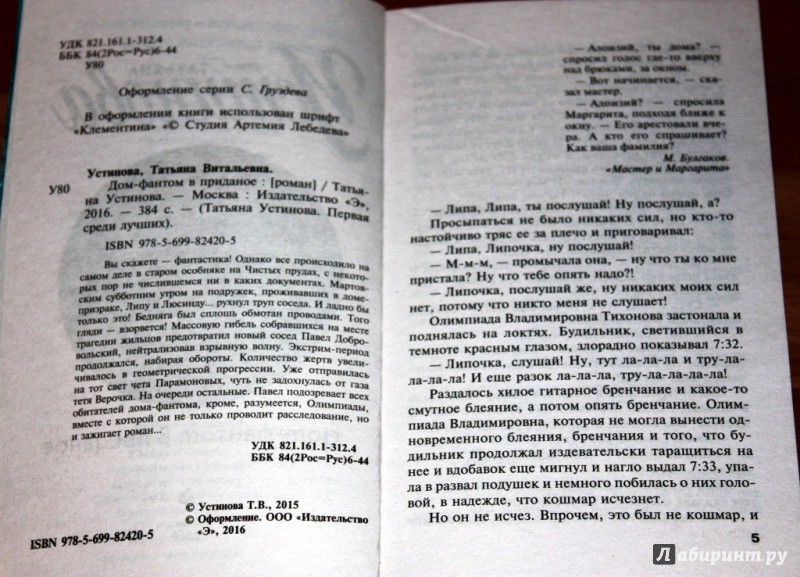 УДК 821.161.1-312.4
ББК 84(2Рос=Рус)6-44
У80
Оформление серии С. Груздева
В оформлении книги использован шрифт
«Клементина» «© Студия Артемия Лебедева»
Устинова, Татьяна Витальевна.
У80 Дом-фантом в приданое : [роман] / Татья-
на Устинова. — Москва : Издательство «Э»,
2016. — 384 с. — (Татьяна Устинова. Первая
среди лучших).
ISBN 978-5-699-82420-5
Вы скажете — фантастика! Однако все происходило на
самом деле в старом особняке на Чистых прудах, с некото-
рых пор не числившемся ни в каких документах. Мартов-
ским субботним утром на подружек, проживавших в доме-
призраке, Липу и Люсинду... рухнул труп соседа. И ладно бы
только это! Бедняга был сплошь обмотан проводами. Того
гляди — взорвется! Массовую гибель собравшихся на месте
трагедии жильцов предотвратил новый сосед Павел Добро-
вольский, нейтрализовав взрывную волну. Экстрим-период
продолжался, набирая обороты. Количество жертв увели-
чивалось в геометрической прогрессии. Уже отправилась
на тот свет чета Парамоновых, чуть не задохнулась от газа
тетя Верочка. На очереди остальные. Павел подозревает всех
обитателей дома-фантома, кроме, разумеется, Олимпиады,
вместе с которой он не только проводит расследование, но
и зажигает роман...
УДК 821.161.1-312.4
ББК 84(2Рос=Рус)6-44
© Устинова Т.В., 2015
© Оформление. ООО «Издательство
ISBN 978-5-699-82420-5 «Э», 2016
— Алоизий, ты дома? —
спросил голос где-то вверху
над брюками, за окном.
— Вот начинается, — ска-
зал мастер.
— Алоизий? — спросила
Маргарита, подходя ближе к
окну. — Его арестовали вче-
ра. А кто его спрашивает?
Как ваша фамилия?
М. Булгаков.
«Мастер и Маргарита»
— Липа, Липа, ты послушай! Ну послушай, а?
Просыпаться не было никаких сил, но кто-то
настойчиво тряс ее за плечо и приговаривал:
— Липа, Липочка, ну послушай!
— М-м-м, — промычала она, — ну что ты ко мне
пристала? Ну что тебе опять надо?!
— Липочка, послушай же, ну никаких моих сил
нет, потому что никто меня не слушает!
Олимпиада Владимировна Тихонова застонала и
поднялась на локтях. Будильник, светившийся в
темноте красным глазом, злорадно показывал 7:32.
— Липочка, слушай! Ну, тут ла-ла-ла и тру-ла-
ла-ла-ла! И еще разок ла-ла-ла, тру-ла-ла-ла-ла!
Раздалось хилое гитарное бренчание и какое-то
смутное блеяние, а потом опять бренчание. Олим-
пиада Владимировна, которая не могла вынести од-
новременного блеяния, бренчания и того, что бу-
дильник продолжал издевательски таращиться на
нее и вдобавок еще мигнул и нагло выдал 7:33, упа-
ла в развал подушек и немного побилась о них голо-
вой, в надежде, что кошмар исчезнет.
Но он не исчез. Впрочем, это был не кошмар, и
5
Лабиринт.ру